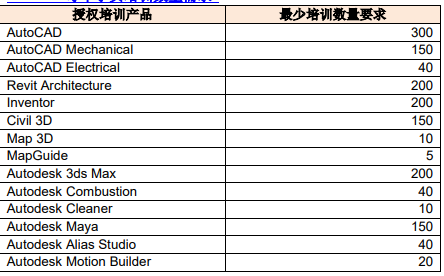 授权培训产品 最少培训数量要求
AutoCAD 300
AutoCAD Mechanical 150
AutoCAD Electrical 40
Revit Architecture 200
Inventor 200
Civil 3D 150
Map 3D 10
MapGuide 5
Autodesk 3ds Max 200
Autodesk Combustion 40
Autodesk Cleaner 10
Autodesk Maya 150
Autodesk Alias Studio 40
Autodesk Motion Builder 20